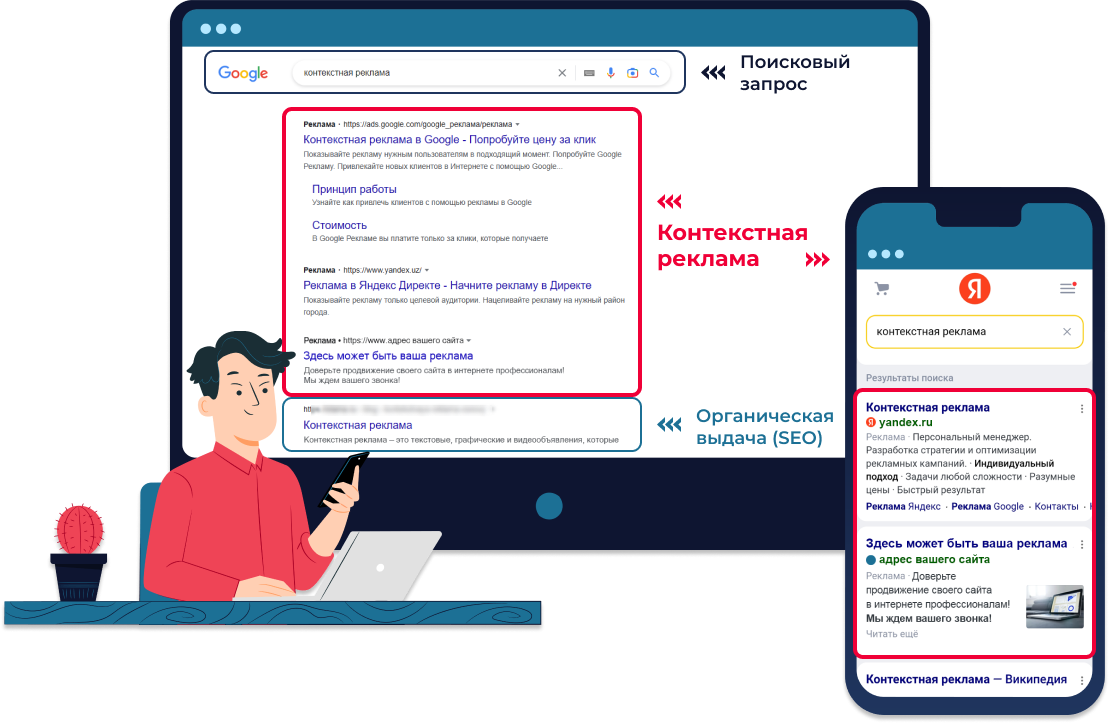 Google
контекстная реклама
Поисковый
запрос
Реклама · https://ads.google.com/google_реклама/реклама
Контекстная реклама в Google - Попробуйте цену за клик
Показывайте рекламу нужным пользователям в подходящий момент. Попробуйте Google
Рекламу. Привлекайте новых клиентов в Интернете с помощью Google...
Принцип работы
Узнайте как привлечь клиентов с помощью рекламы в Google
Стоимость
В Google Рекламе вы платите только за клики, которые получаете
Реклама · https://www.yandex.uz/
Реклама в Яндекс Директе - Начните рекламу в Директе
Показывайте рекламу только целевой аудитории. Нацеливайте рекламу на нужный район
города.
Реклама • https://www.адрес вашего сайта
Здесь может быть ваша реклама
Доверьте продвижение своего сайта в интернете профессионалам!
Мы ждем вашего звонка!
Контекстная
реклама
Контекстная реклама
Контекстная реклама – это текстовые, графические и видеообъявления, которые
Органическая
выдача (SEO)
Я
контекстная реклама
Результаты поиска
Контекстная реклама
Я yandex.ru
Реклама · Персональный менеджер.
Разработка стратегии и оптимизации
рекламных кампаний. · Индивидуальный
подход · Задачи любой сложности · Разумные
цены · Быстрый результат
Реклама Яндекс · Реклама Google · Контакты ·
Здесь может быть ваша реклама
адрес вашего сайта
Реклама · Доверьте
продвижение своего сайта
в интернете профессионалам!
Мы ждем вашего звонка!
Читать ещё
Контекстная реклама — Википедия